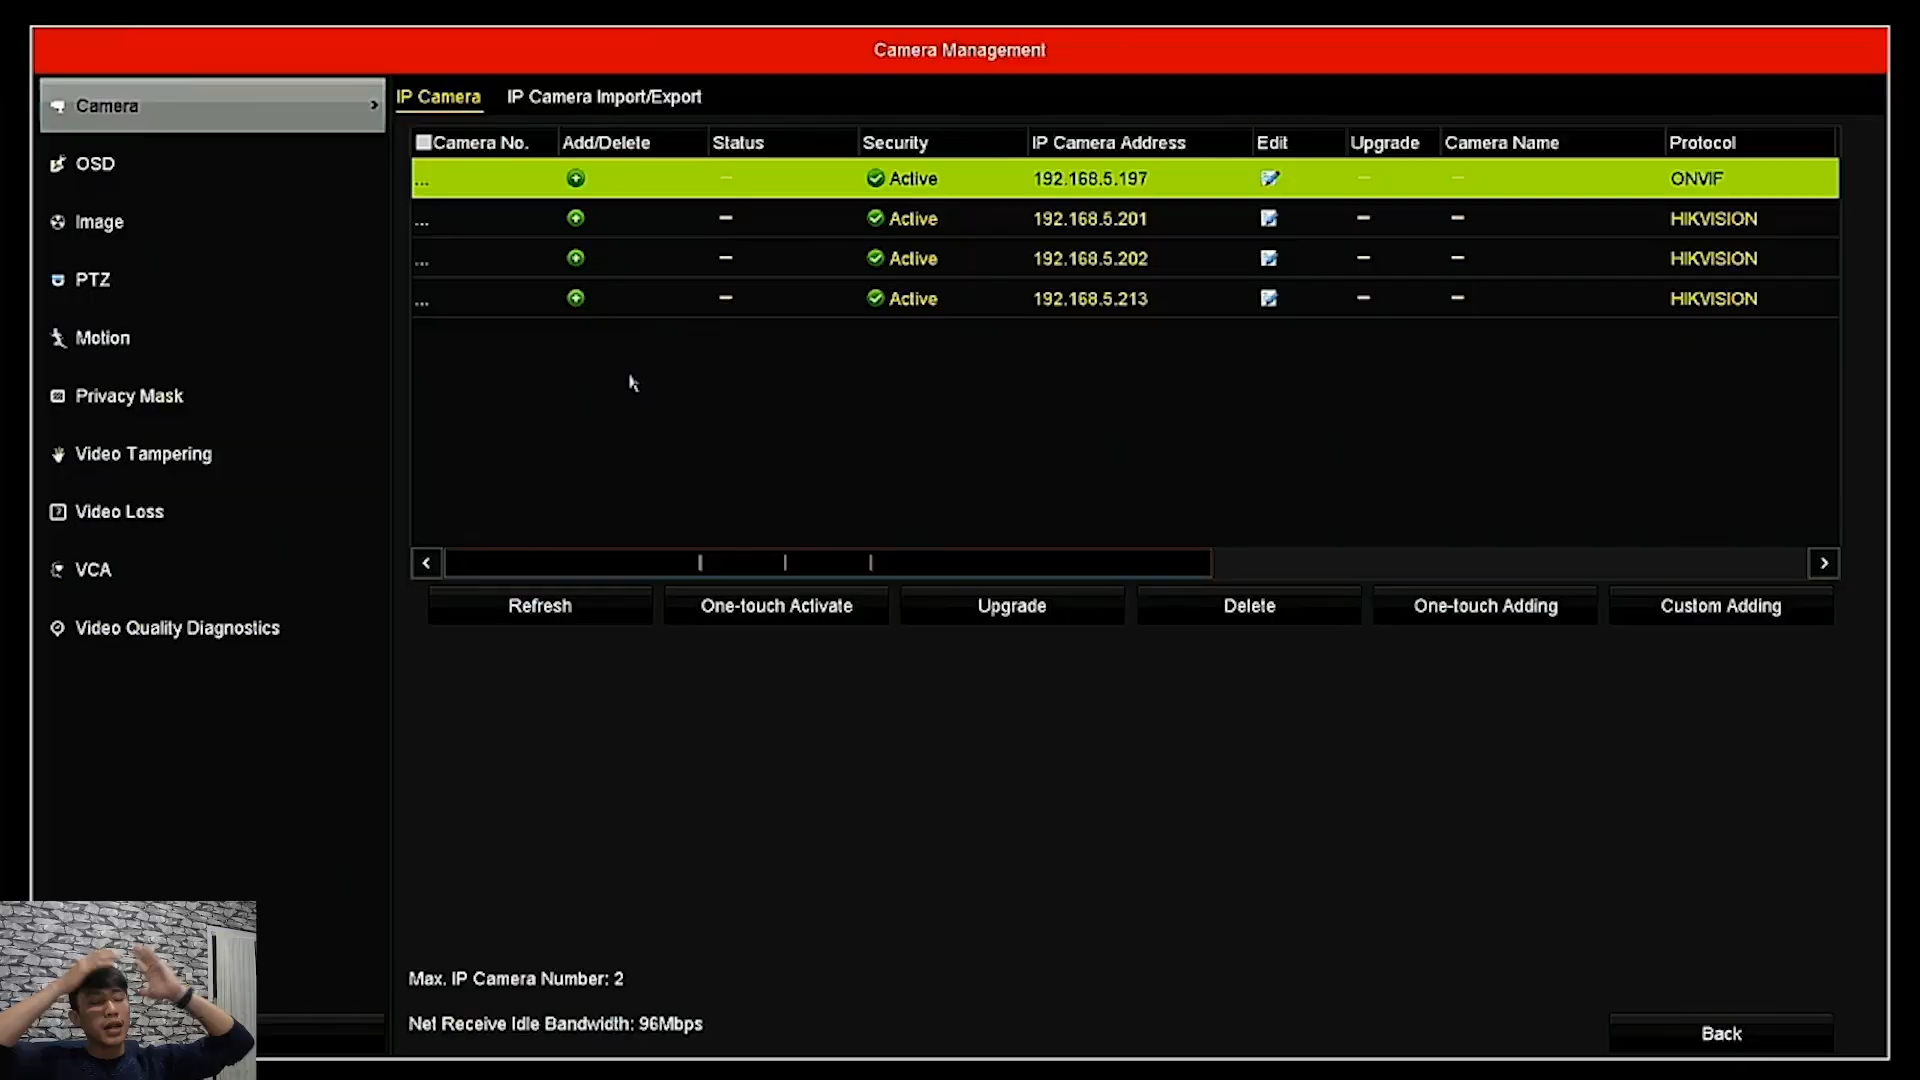 Camera Management
Camera
OSD
Image
PTZ
Motion
Privacy Mask
Video Tampering
Video Loss
VCA
Video Quality Diagnostics
IP Camera IP Camera Import/Export
Camera No. Add/Delete Status Security IP Camera Address Edit Upgrade Camera Name Protocol
... – Active 192.168.5.197 – – ONVIF
... – Active 192.168.5.201 – – HIKVISION
... – Active 192.168.5.202 – – HIKVISION
... – Active 192.168.5.213 – – HIKVISION
Refresh One-touch Activate Upgrade Delete One-touch Adding Custom Adding
Max. IP Camera Number: 2
Net Receive Idle Bandwidth: 96Mbps
Back